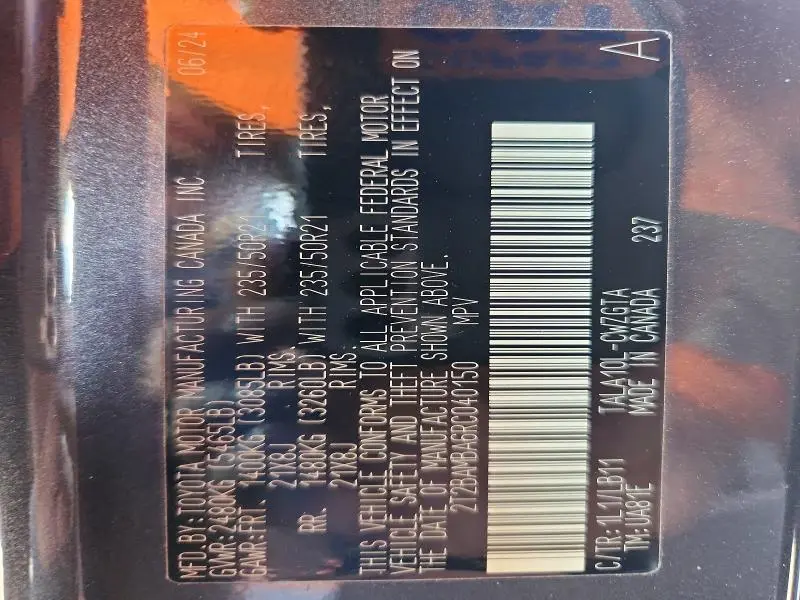 MFD. BY: TOYOTA MOTOR MANUFACTURING CANADA INC 06/24
GVWR: 2480KG (5465LB)
GAWR: FRT. 1400KG (3085LB) WITH 235/50R21 TIRES,
21X8J RIMS.
RR. 1480KG (3260LB) WITH 235/50R21 TIRES,
21X8J RIMS.
THIS VEHICLE CONFORMS TO ALL APPLICABLE FEDERAL MOTOR
VEHICLE SAFETY AND THEFT PREVENTION STANDARDS IN EFFECT ON
THE DATE OF MANUFACTURE SHOWN ABOVE.
2T2BAMBA6RC040150 MPV
C/TR: 1L1/LB11 TALA10L-CWZGTA 237
TM: UA81E MADE IN CANADA
A